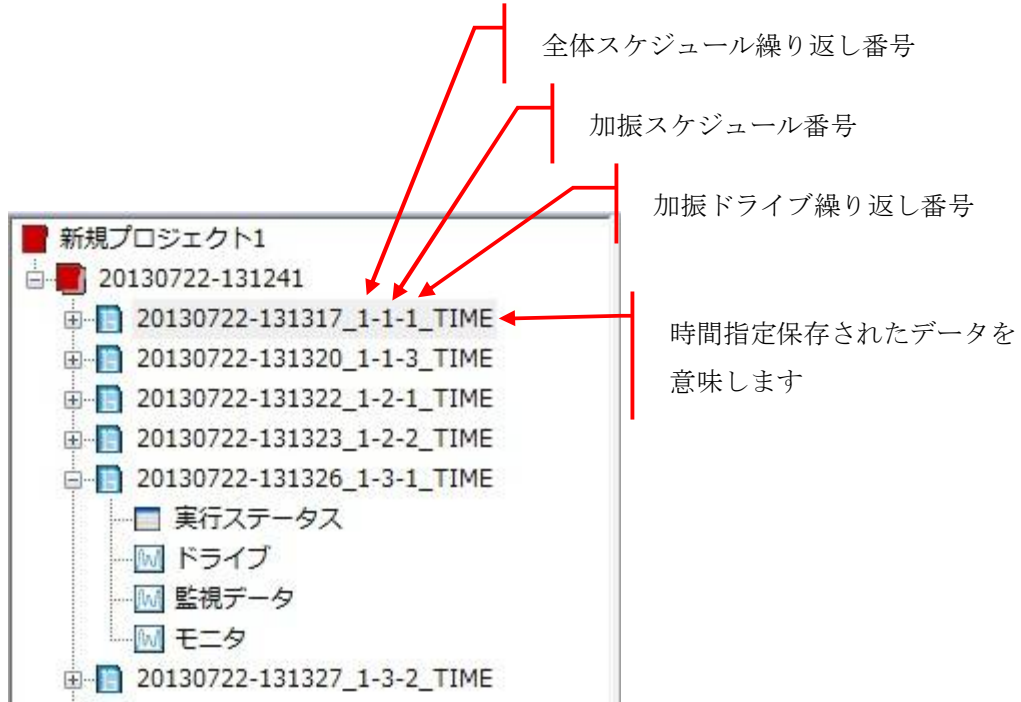 全体スケジュール繰り返し番号
加振スケジュール番号
加振ドライブ繰り返し番号
時間指定保存されたデータを
意味します
新規プロジェクト1
20130722-131241
20130722-131317_1-1-1_TIME
20130722-131320_1-1-3_TIME
20130722-131322_1-2-1_TIME
20130722-131323_1-2-2_TIME
20130722-131326_1-3-1_TIME
実行ステータス
ドライブ
監視データ
モニタ
20130722-131327_1-3-2_TIME